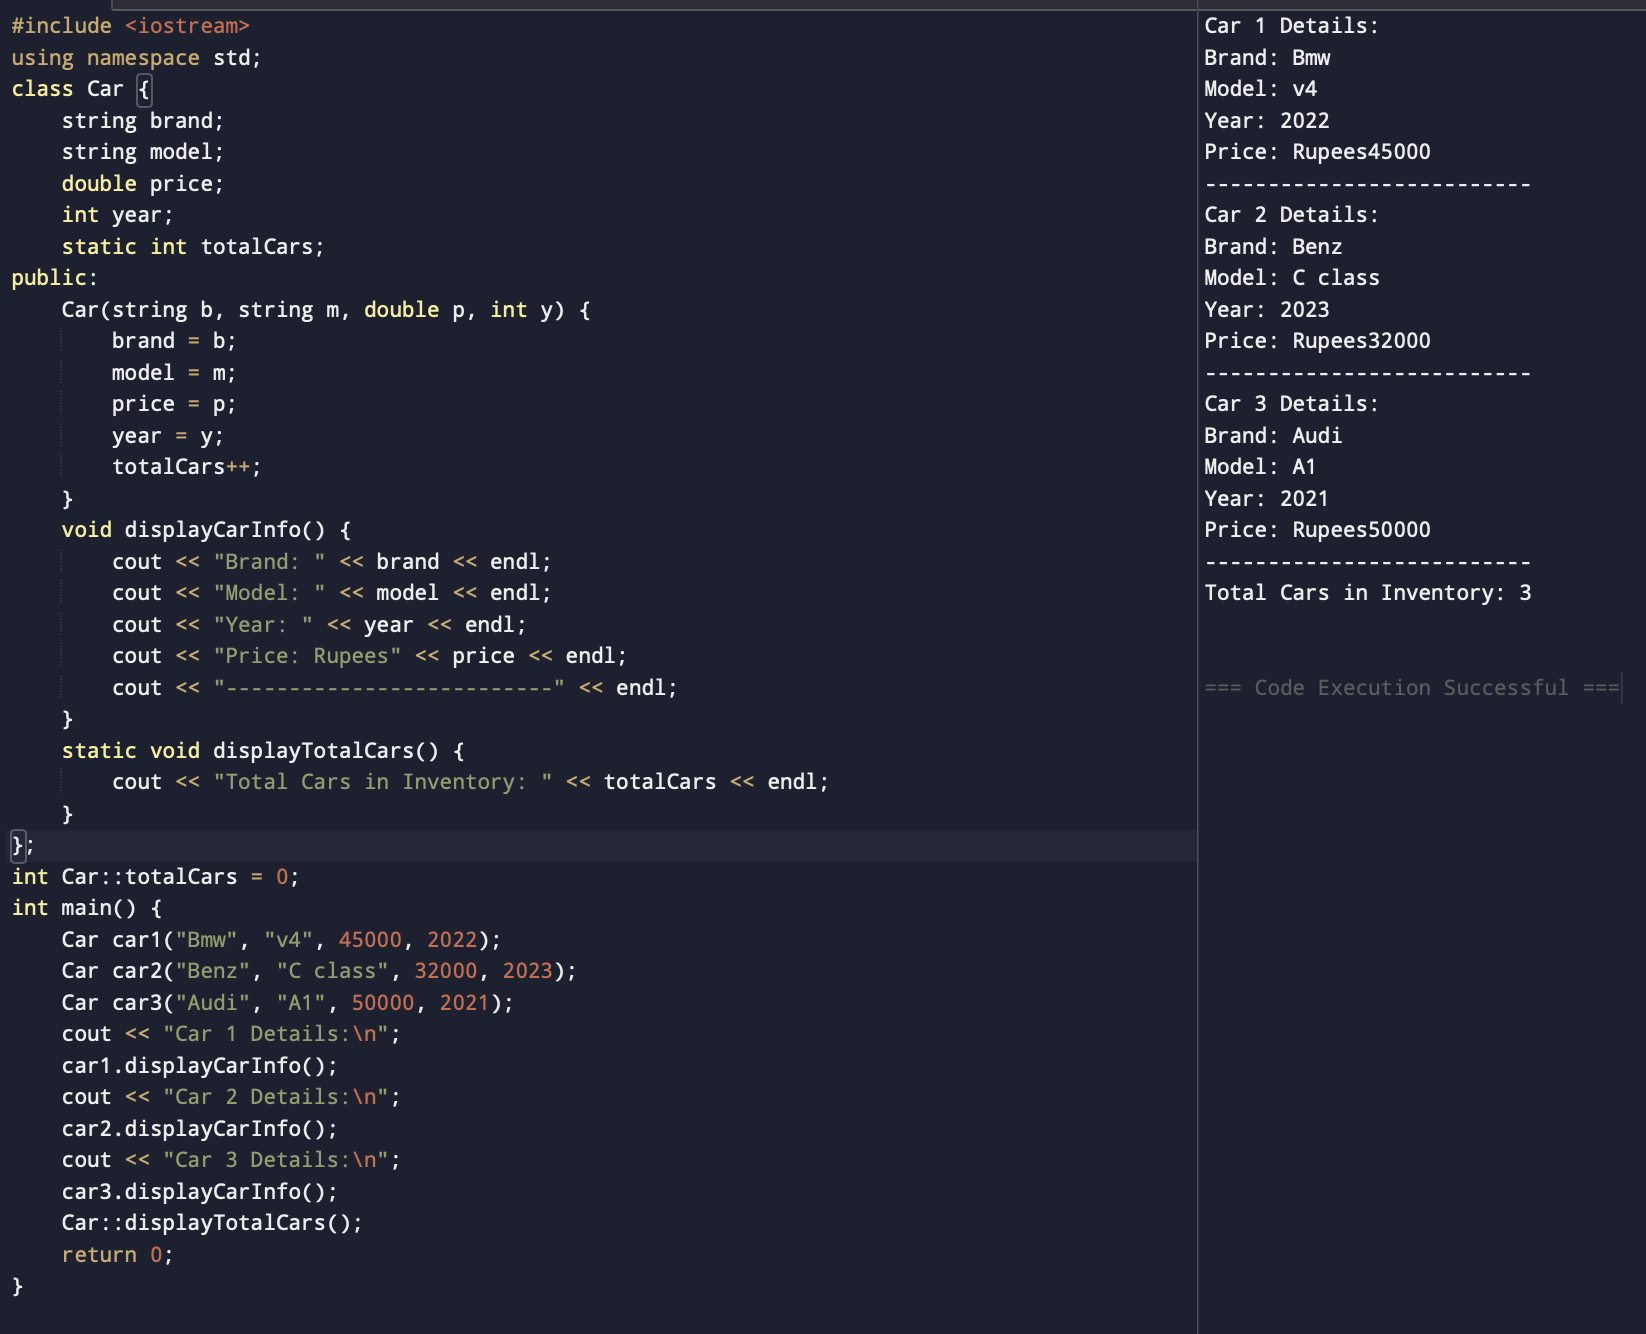 #include <iostream>
using namespace std;
class Car {
    string brand;
    string model;
    double price;
    int year;
    static int totalCars;
public:
    Car(string b, string m, double p, int y) {
        brand = b;
        model = m;
        price = p;
        year = y;
        totalCars++;
    }
    void displayCarInfo() {
        cout << "Brand: " << brand << endl;
        cout << "Model: " << model << endl;
        cout << "Year: " << year << endl;
        cout << "Price: Rupees" << price << endl;
        cout << "--------------------------" << endl;
    }
    static void displayTotalCars() {
        cout << "Total Cars in Inventory: " << totalCars << endl;
    }
};
int Car::totalCars = 0;
int main() {
    Car car1("Bmw", "v4", 45000, 2022);
    Car car2("Benz", "C class", 32000, 2023);
    Car car3("Audi", "A1", 50000, 2021);
    cout << "Car 1 Details:\n";
    car1.displayCarInfo();
    cout << "Car 2 Details:\n";
    car2.displayCarInfo();
    cout << "Car 3 Details:\n";
    car3.displayCarInfo();
    Car::displayTotalCars();
    return 0;
}
Car 1 Details:
Brand: Bmw
Model: v4
Year: 2022
Price: Rupees45000
--------------------------
Car 2 Details:
Brand: Benz
Model: C class
Year: 2023
Price: Rupees32000
--------------------------
Car 3 Details:
Brand: Audi
Model: A1
Year: 2021
Price: Rupees50000
--------------------------
Total Cars in Inventory: 3
=== Code Execution Successful ===